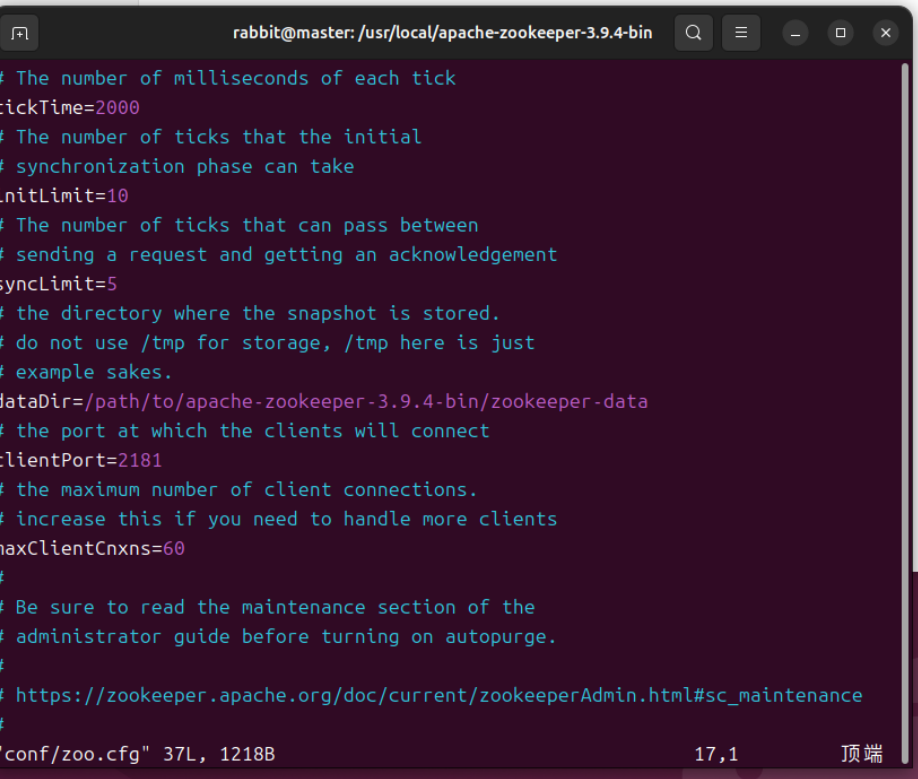 rabbit@master: /usr/local/apache-zookeeper-3.9.4-bin
# The number of milliseconds of each tick
tickTime=2000
# The number of ticks that the initial
# synchronization phase can take
initLimit=10
# The number of ticks that can pass between
# sending a request and getting an acknowledgement
syncLimit=5
# the directory where the snapshot is stored.
# do not use /tmp for storage, /tmp here is just
# example sakes.
dataDir=/path/to/apache-zookeeper-3.9.4-bin/zookeeper-data
# the port at which the clients will connect
clientPort=2181
# the maximum number of client connections.
# increase this if you need to handle more clients
maxClientCnxns=60
#
# Be sure to read the maintenance section of the
# administrator guide before turning on autopurge.
#
# https://zookeeper.apache.org/doc/current/zookeeperAdmin.html#sc_maintenance
#
"conf/zoo.cfg" 37L, 1218B 17,1 顶端